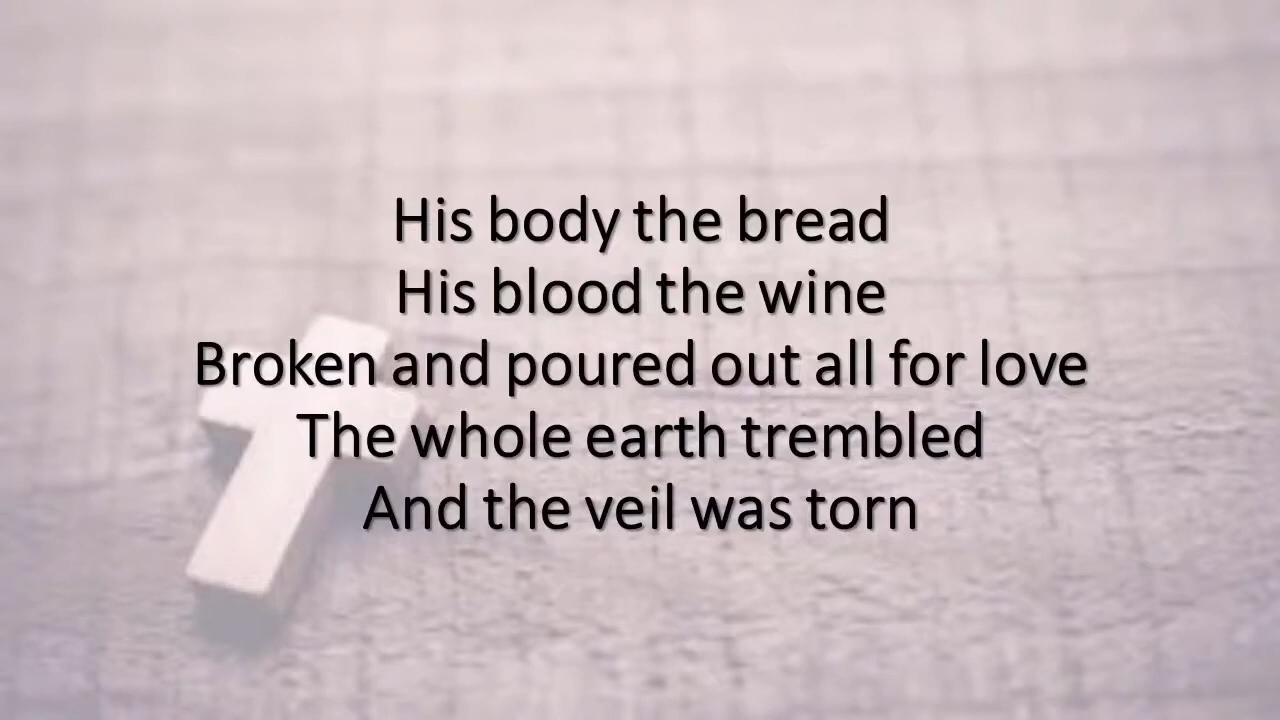 His body the bread
His blood the wine
Broken and poured out all for love
The whole earth trembled
And the veil was torn